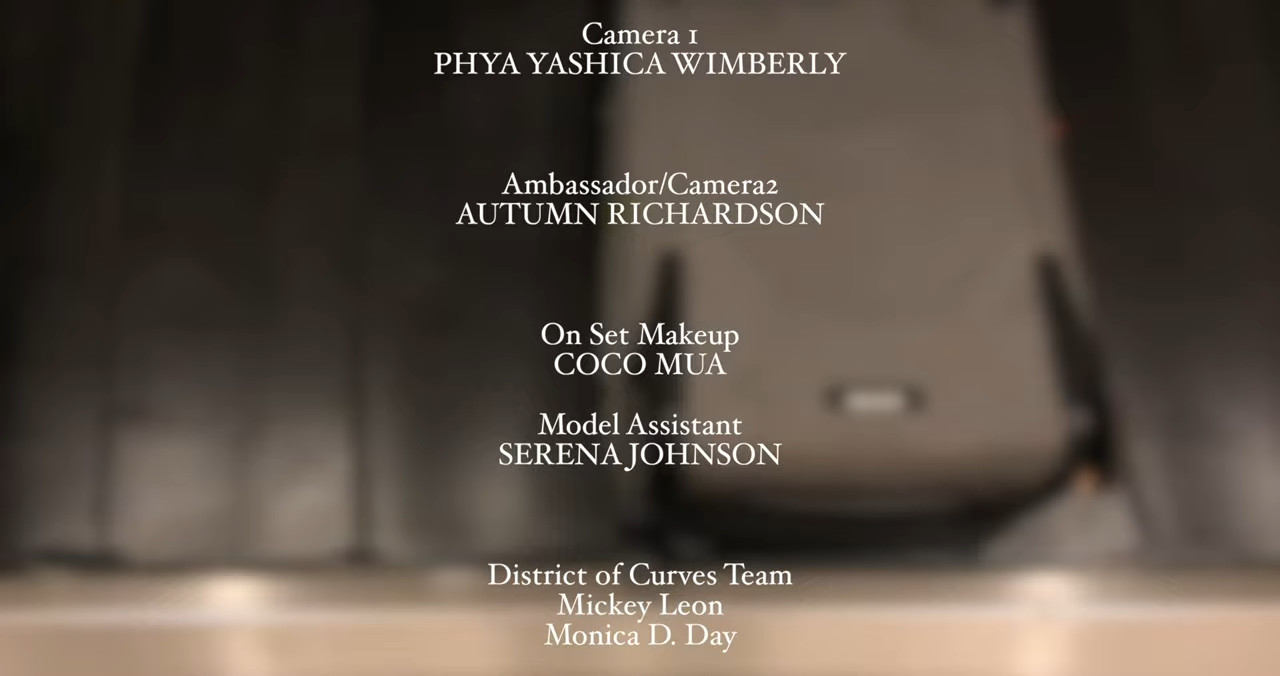 Camera 1
PHYA YASHICA WIMBERLY
Ambassador/Camera2
AUTUMN RICHARDSON
On Set Makeup
COCO MUA
Model Assistant
SERENA JOHNSON
District of Curves Team
Mickey Leon
Monica D. Day